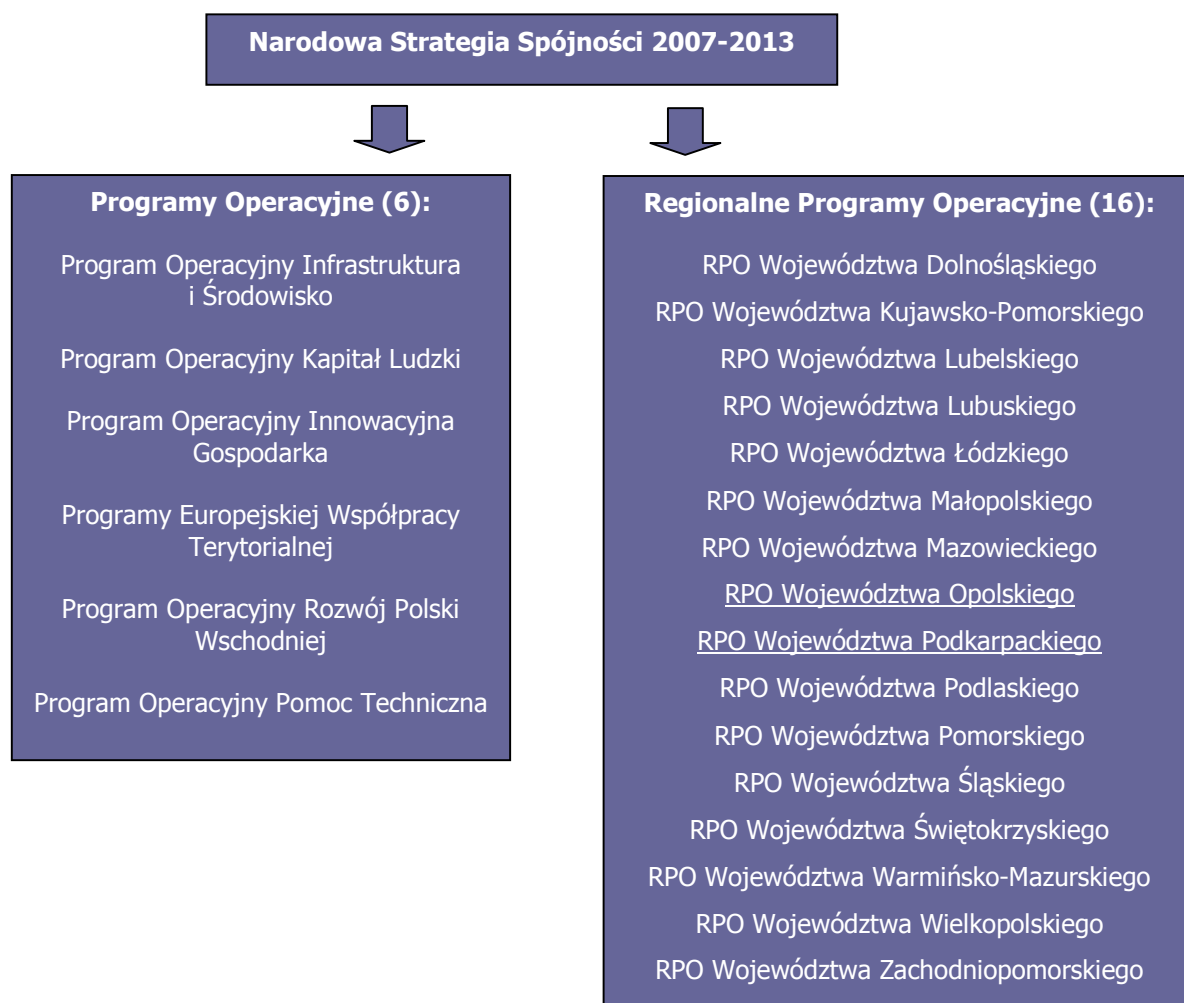 Narodowa Strategia Spójności 2007-2013
Programy Operacyjne (6):
Program Operacyjny Infrastruktura
i Środowisko
Program Operacyjny Kapitał Ludzki
Program Operacyjny Innowacyjna
Gospodarka
Programy Europejskiej Współpracy
Terytorialnej
Program Operacyjny Rozwój Polski
Wschodniej
Program Operacyjny Pomoc Techniczna
Regionalne Programy Operacyjne (16):
RPO Województwa Dolnośląskiego
RPO Województwa Kujawsko-Pomorskiego
RPO Województwa Lubelskiego
RPO Województwa Lubuskiego
RPO Województwa Łódzkiego
RPO Województwa Małopolskiego
RPO Województwa Mazowieckiego
RPO Województwa Opolskiego
RPO Województwa Podkarpackiego
RPO Województwa Podlaskiego
RPO Województwa Pomorskiego
RPO Województwa Śląskiego
RPO Województwa Świętokrzyskiego
RPO Województwa Warmińsko-Mazurskiego
RPO Województwa Wielkopolskiego
RPO Województwa Zachodniopomorskiego